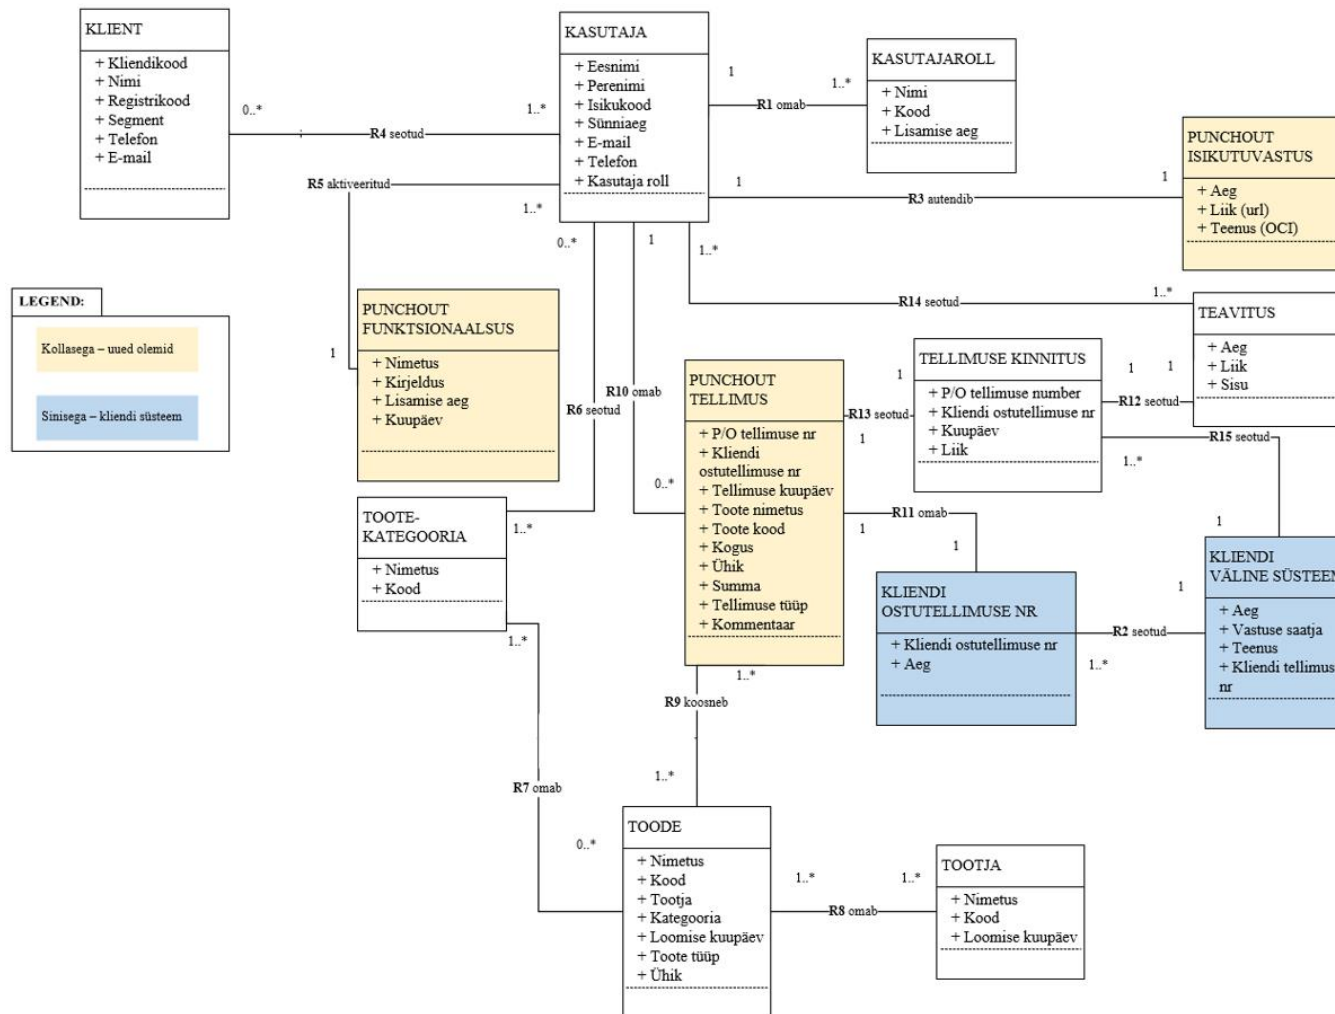 KLIENT
+ Kliendikood
+ Nimi
+ Registrikood
+ Segment
+ Telefon
+ E-mail
KASUTAJA
+ Eesnimi
+ Perenimi
+ Isikukood
+ Sünniaeg
+ E-mail
+ Telefon
+ Kasutaja roll
KASUTAJAROLL
+ Nimi
+ Kood
+ Lisamise aeg
PUNCHOUT
ISIKUTUVASTUS
+ Aeg
+ Liik (url)
+ Teenus (OCI)
1
1..*
R1 omab
0..*
1..*
R4 seotud
R5 aktiveeritud
1..*
1
1
1
R3 autendib
0..*
1
1..*
R14 seotud
1..*
LEGEND:
Kollasega – uued olemid
Sinisega – kliendi süsteem
PUNCHOUT
FUNKTSIONAALSUS
+ Nimetus
+ Kirjeldus
+ Lisamise aeg
+ Kuupäev
R10 omab
R6 seotud
0..*
1..*
PUNCHOUT
TELLIMUS
+ P/O tellimuse nr
+ Kliendi
ostutellimuse nr
+ Tellimuse kuupäev
+ Toote nimetus
+ Toote kood
+ Kogus
+ Ühik
+ Summa
+ Tellimuse tüüp
+ Kommentaar
1
R13 seotud
1
TELLIMUSE KINNITUS
+ P/O tellimuse number
+ Kliendi ostutellimuse nr
+ Kuupäev
+ Liik
1
1
R12 seotud
TEAVITUS
+ Aeg
+ Liik
+ Sisu
R15 seotud
1..*
1
TOOTE-
KATEGOORIA
+ Nimetus
+ Kood
1..*
R11 omab
1
1
KLIENDI
OSTUTELLIMUSE NR
+ Kliendi ostutellimuse nr
+ Aeg
1
R2 seotud
1..*
KLIENDI
VÄLINE SÜSTEEM
+ Aeg
+ Vastuse saatja
+ Teenus
+ Kliendi tellimus
nr
1..*
R9 koosneb
1..*
R7 omab
0..*
TOODE
+ Nimetus
+ Kood
+ Tootja
+ Kategooria
+ Loomise kuupäev
+ Toote tüüp
+ Ühik
1..*
1..*
R8 omab
TOOTJA
+ Nimetus
+ Kood
+ Loomise kuupäev